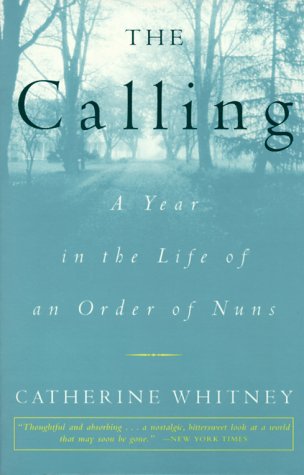 THE
Calling
A Year
in the Life of
an Order of Nuns
CATHERINE WHITNEY
"Thoughtful and absorbing . . . a nostalgic, bittersweet look at a world
that may soon be gone." —NEW YORK TIMES